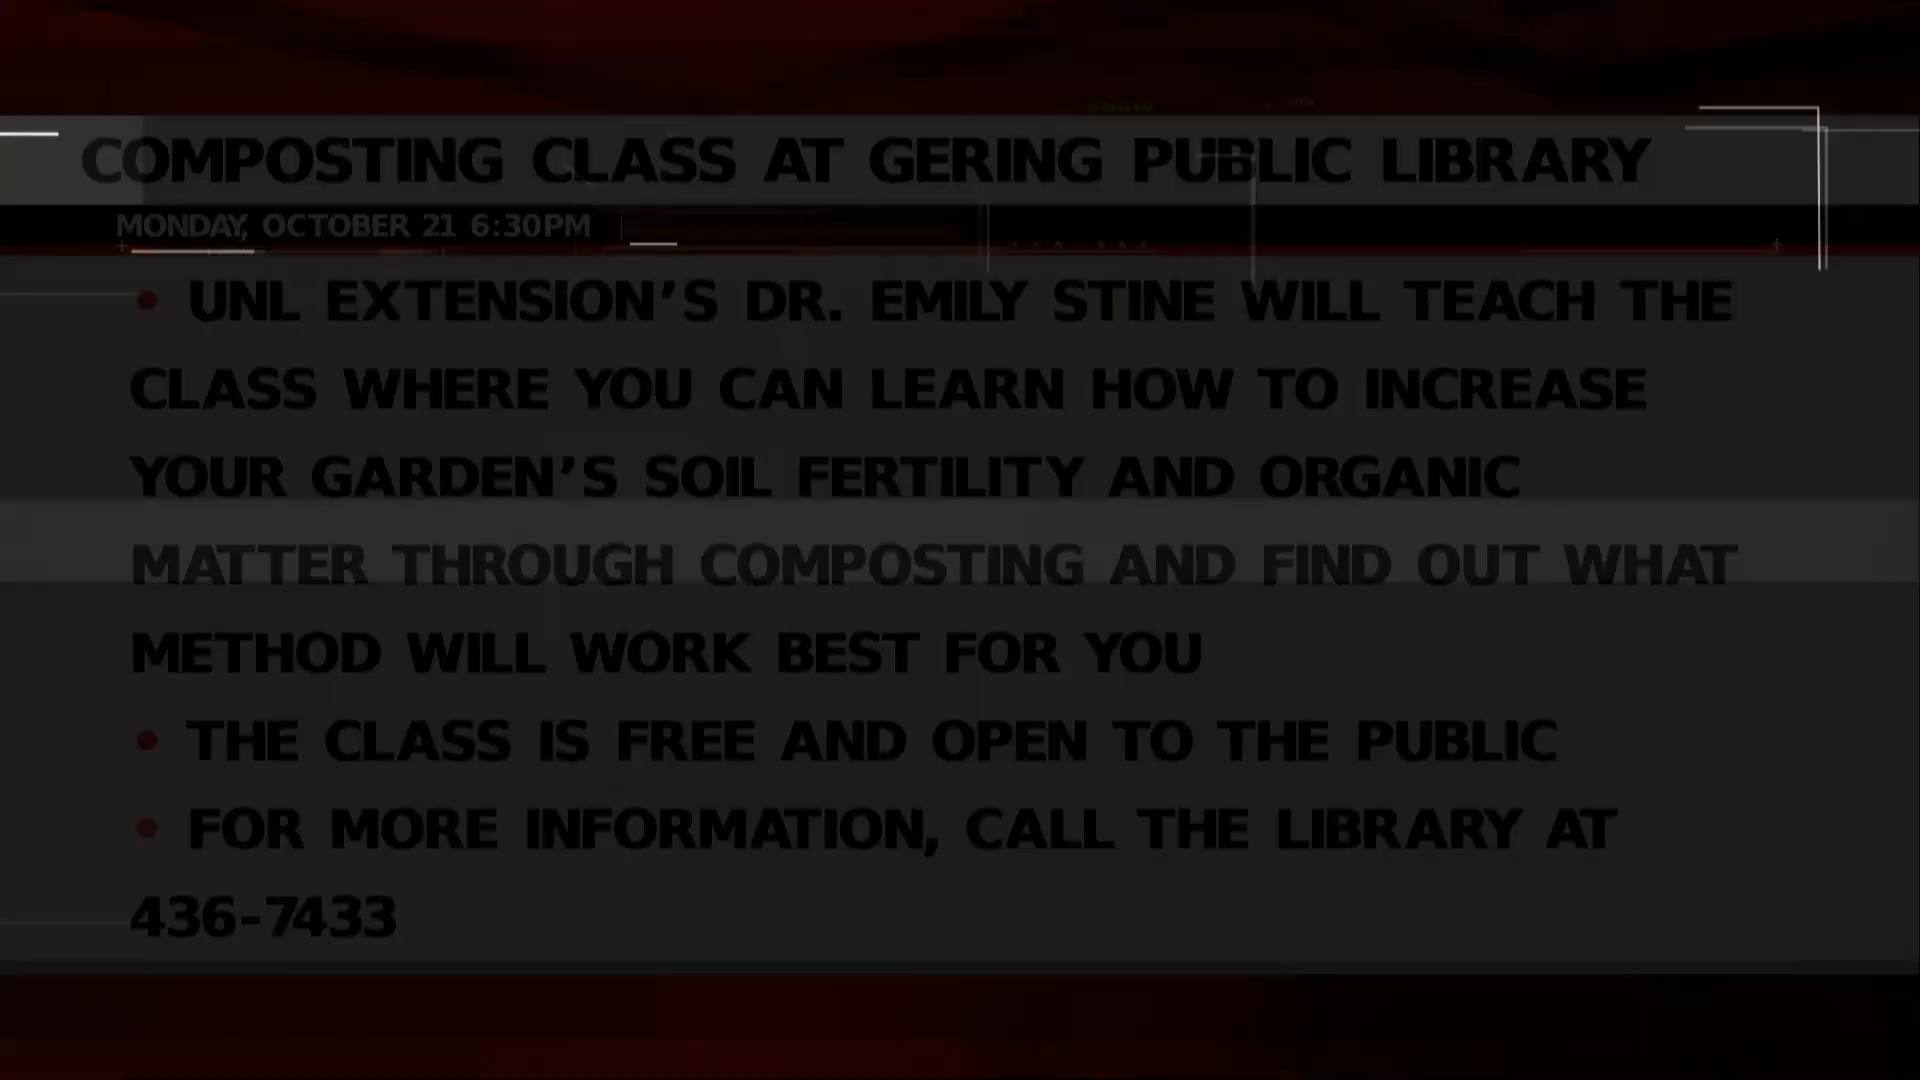 COMPOSTING CLASS AT GERING PUBLIC LIBRARY
MONDAY, OCTOBER 21 6:30PM
• UNL EXTENSION’S DR. EMILY STINE WILL TEACH THE
CLASS WHERE YOU CAN LEARN HOW TO INCREASE
YOUR GARDEN’S SOIL FERTILITY AND ORGANIC
MATTER THROUGH COMPOSTING AND FIND OUT WHAT
METHOD WILL WORK BEST FOR YOU
• THE CLASS IS FREE AND OPEN TO THE PUBLIC
• FOR MORE INFORMATION, CALL THE LIBRARY AT
436-7433